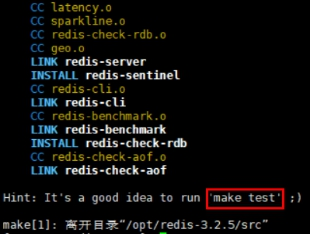 CC latency.o
CC sparkline.o
CC redis-check-rdb.o
CC geo.o
LINK redis-server
INSTALL redis-sentinel
CC redis-cli.o
LINK redis-cli
CC redis-benchmark.o
LINK redis-benchmark
INSTALL redis-check-rdb
CC redis-check-aof.o
LINK redis-check-aof
Hint: It's a good idea to run 'make test' ;)
make[1]: 离开目录“/opt/redis-3.2.5/src”